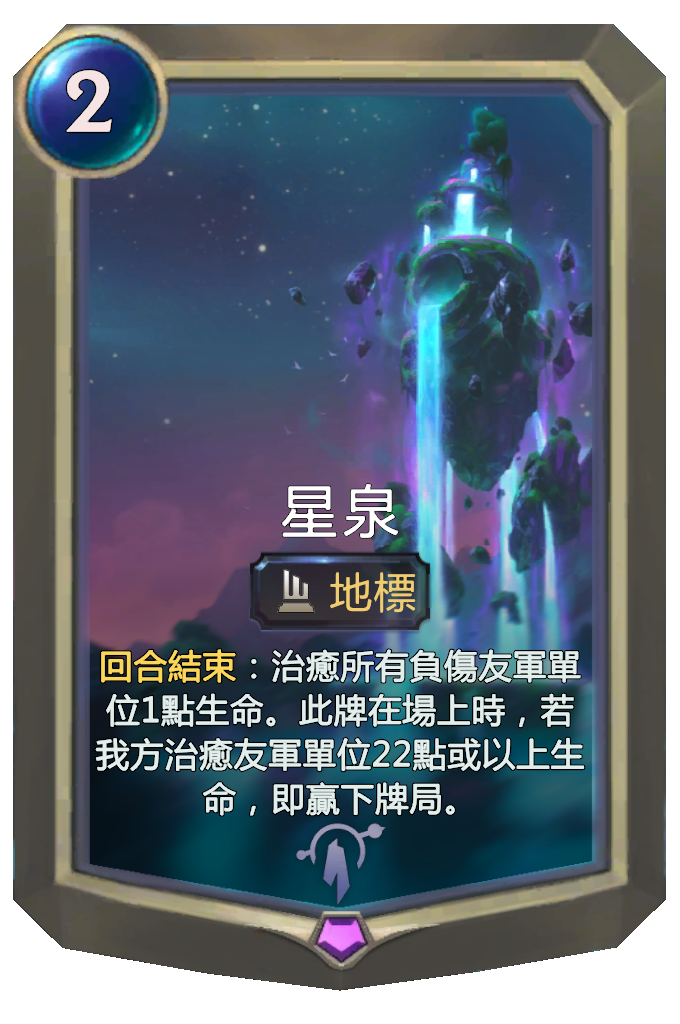 2
星泉
地標
回合結束：治癒所有負傷友軍單
位1點生命。此牌在場上時，若
我方治癒友軍單位22點或以上生
命，即贏下牌局。